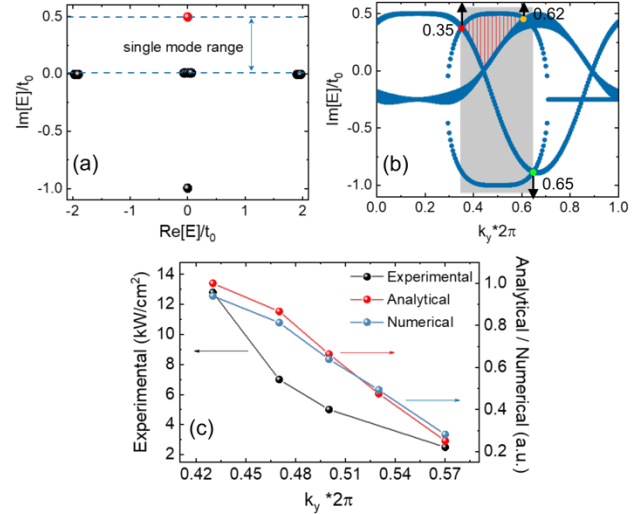 0.5
0.0
-0.5
-1.0
Im[E]/t0
single mode range
(a)
-2
-1
0
1
2
Re[E]/t0
0.5
0.0
-0.5
-1.0
Im[E]/t0
0.35
0.62
0.65
(b)
0.0
0.2
0.4
0.6
0.8
1.0
ky*2π
14
12
10
8
6
4
2
Experimental (kW/cm2)
Experimental
Analytical
Numerical
(c)
1.0
0.8
0.6
0.4
0.2
Analytical / Numerical (a.u.)
0.42
0.45
0.48
0.51
0.54
0.57
ky *2π